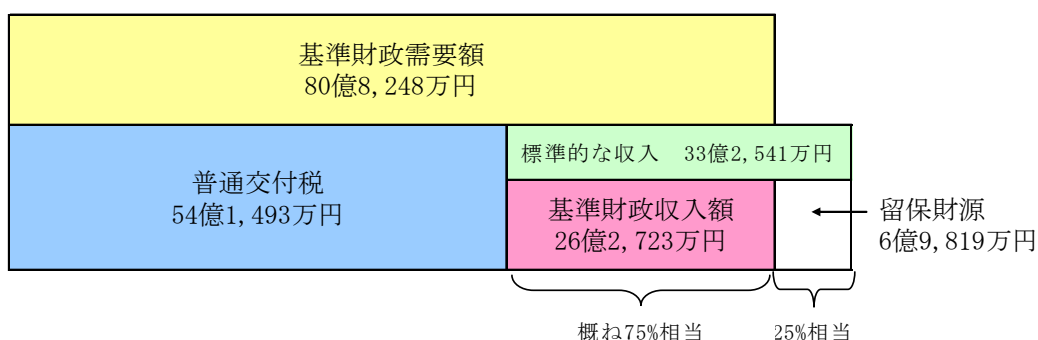 基準財政需要額
80億8,248万円
標準的な収入　33億2,541万円
普通交付税
54億1,493万円
基準財政収入額
26億2,723万円
留保財源
6億9,819万円
概ね75%相当
25%相当